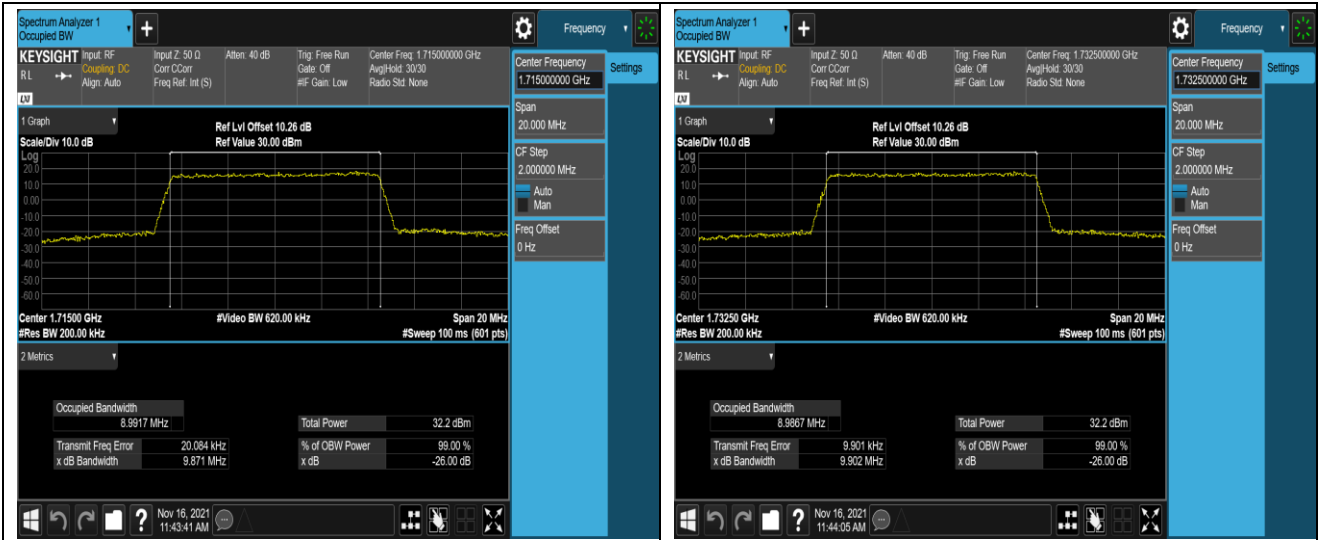 Spectrum Analyzer 1
Occupied BW
+
Frequency
KEYSIGHT Input: RF Input Z: 50 Ω Atten: 40 dB Trig: Free Run Center Freq: 1.715000000 GHz
RL Coupling: DC Corr CCorr Gate: Off Avg|Hold: 30/30
Align: Auto Freq Ref: Int (S) #IF Gain: Low Radio Std: None
LXI
Center Frequency
1.715000000 GHz
Settings
Span
20.000 MHz
CF Step
2.000000 MHz
Auto
Man
Freq Offset
0 Hz
1 Graph
Ref Lvl Offset 10.26 dB
Scale/Div 10.0 dB Ref Value 30.00 dBm
Log
20.0
10.0
0.00
-10.0
-20.0
-30.0
-40.0
-50.0
-60.0
Center 1.71500 GHz #Video BW 620.00 kHz Span 20 MHz
#Res BW 200.00 kHz #Sweep 100 ms (601 pts)
2 Metrics
Occupied Bandwidth
8.9917 MHz Total Power 32.2 dBm
Transmit Freq Error 20.084 kHz % of OBW Power 99.00 %
x dB Bandwidth 9.871 MHz x dB -26.00 dB
? Nov 16, 2021
11:43:41 AM
Spectrum Analyzer 1
Occupied BW
+
Frequency
KEYSIGHT Input: RF Input Z: 50 Ω Atten: 40 dB Trig: Free Run Center Freq: 1.732500000 GHz
RL Coupling: DC Corr CCorr Gate: Off Avg|Hold: 30/30
Align: Auto Freq Ref: Int (S) #IF Gain: Low Radio Std: None
LXI
Center Frequency
1.732500000 GHz
Settings
Span
20.000 MHz
CF Step
2.000000 MHz
Auto
Man
Freq Offset
0 Hz
1 Graph
Ref Lvl Offset 10.26 dB
Scale/Div 10.0 dB Ref Value 30.00 dBm
Log
20.0
10.0
0.00
-10.0
-20.0
-30.0
-40.0
-50.0
-60.0
Center 1.73250 GHz #Video BW 620.00 kHz Span 20 MHz
#Res BW 200.00 kHz #Sweep 100 ms (601 pts)
2 Metrics
Occupied Bandwidth
8.9867 MHz Total Power 32.2 dBm
Transmit Freq Error 9.901 kHz % of OBW Power 99.00 %
x dB Bandwidth 9.902 MHz x dB -26.00 dB
? Nov 16, 2021
11:44:05 AM